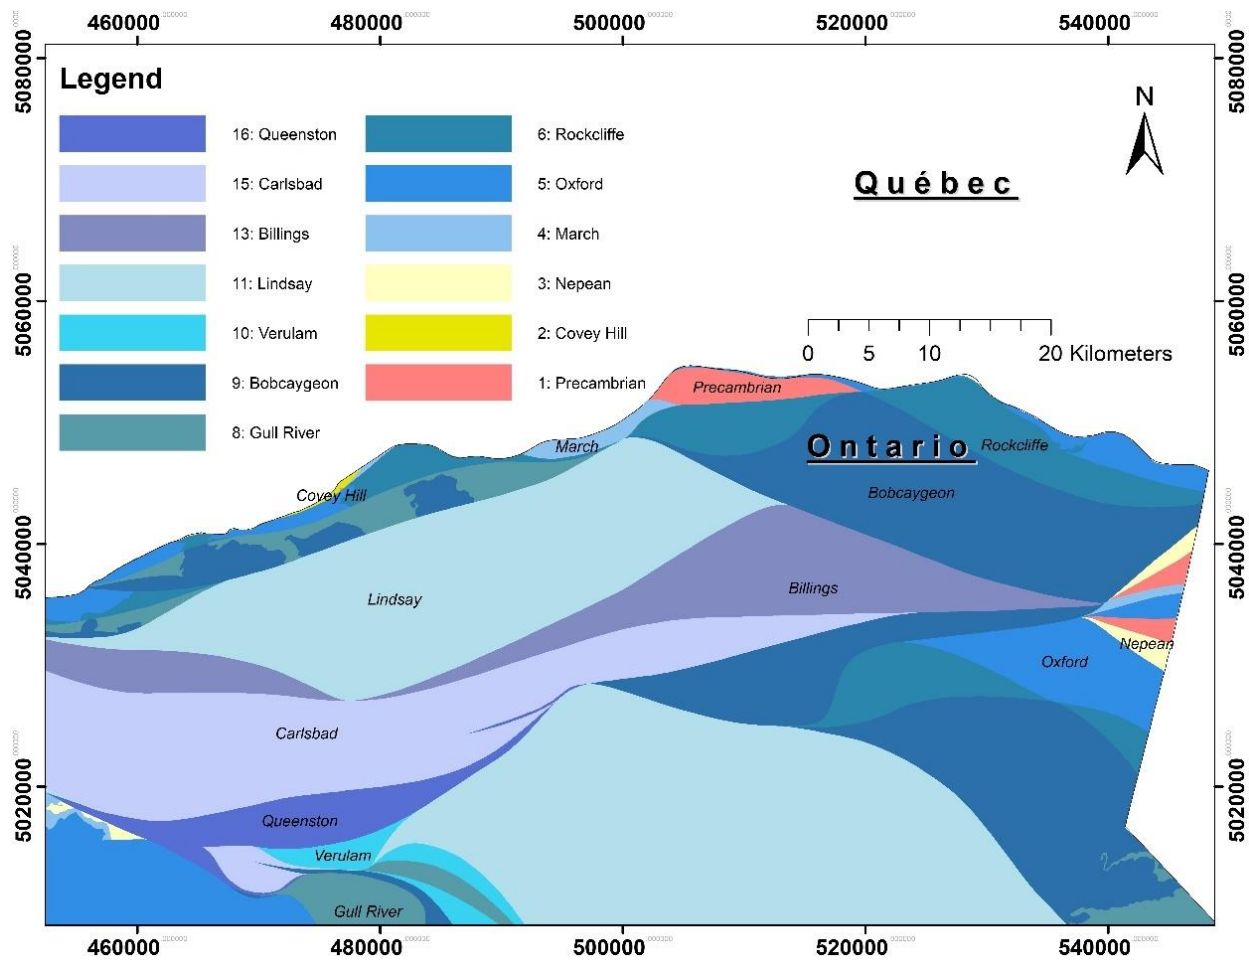 460000 480000 500000 520000 540000
5080000 5080000
Legend
N
16: Queenston 6: Rockcliffe
15: Carlsbad 5: Oxford
Québec
13: Billings 4: March
11: Lindsay 3: Nepean
5060000 5060000
10: Verulam 2: Covey Hill
0 5 10 20 Kilometers
9: Bobcaygeon 1: Precambrian
Precambrian
8: Gull River
March
Ontario
Rockcliffe
Covey Hill
Bobcaygeon
5040000 5040000
Billings
Lindsay
Nepean
Oxford
Carlsbad
5020000 5020000
Queenston
Verulam
Gull River
460000 480000 500000 520000 540000